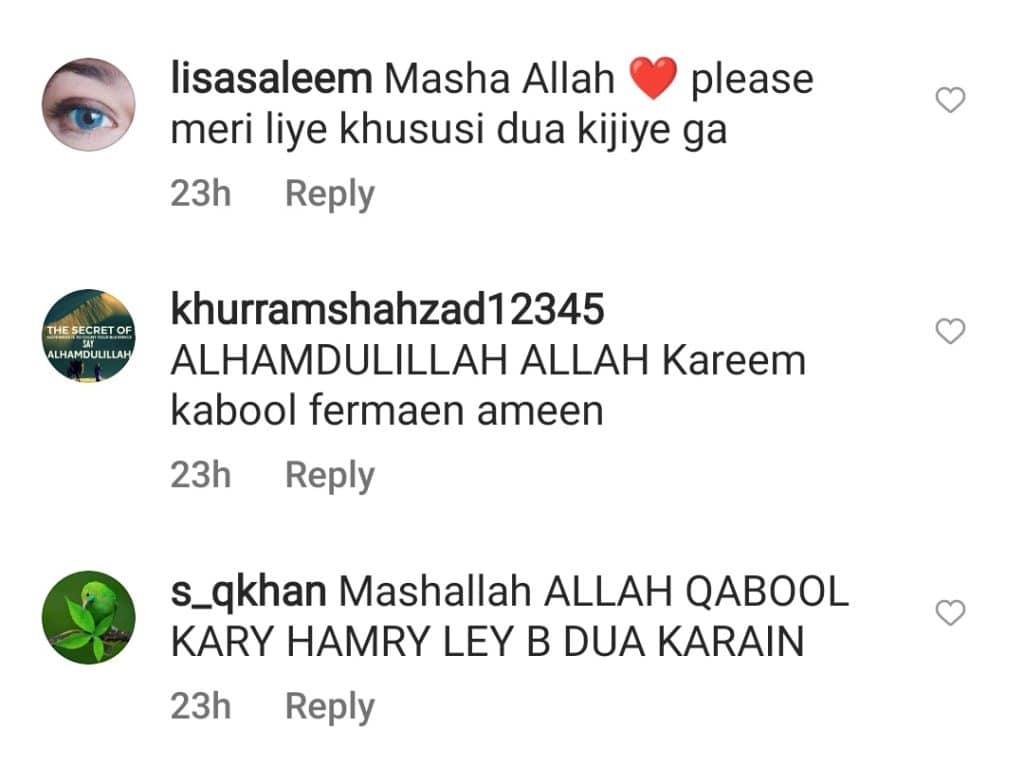 lisasaleem Masha Allah ❤️ please
meri liye khususi dua kijiye ga
23h Reply
THE SECRET OF
SAY
ALHAMDULILLAH
khurramshahzad12345
ALHAMDULILLAH ALLAH Kareem
kabool fermaen ameen
23h Reply
s_qkhan Mashallah ALLAH QABOOL
KARY HAMRY LEY B DUA KARAIN
23h Reply